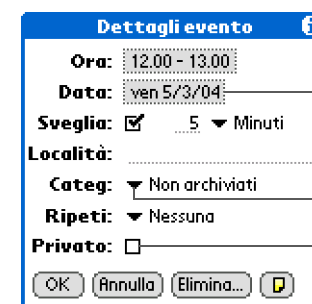 Dettagli evento
Ora: 12.00 - 13.00
Data: ven 5/3/04
Sveglia: 5 Minuti
Località:
Categ: Non archiviati
Ripeti: Nessuna
Privato:
OK Annulla Elimina...